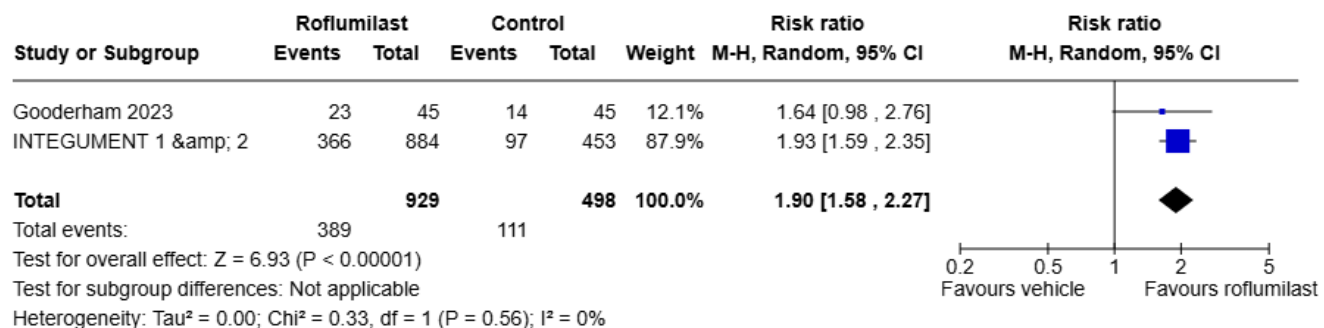 Roflumilast Control Risk ratio Risk ratio
Study or Subgroup Events Total Events Total Weight M-H, Random, 95% CI M-H, Random, 95% CI
Gooderham 2023 23 45 14 45 12.1% 1.64 [0.98 , 2.76]
INTEGUMENT 1 &amp; 2 366 884 97 453 87.9% 1.93 [1.59 , 2.35]
Total 929 498 100.0% 1.90 [1.58 , 2.27]
Total events: 389 111
Test for overall effect: Z = 6.93 (P < 0.00001)
0.2 0.5 1 2 5
Test for subgroup differences: Not applicable
Favours vehicle Favours roflumilast
Heterogeneity: Tau² = 0.00; Chi² = 0.33, df = 1 (P = 0.56); I² = 0%